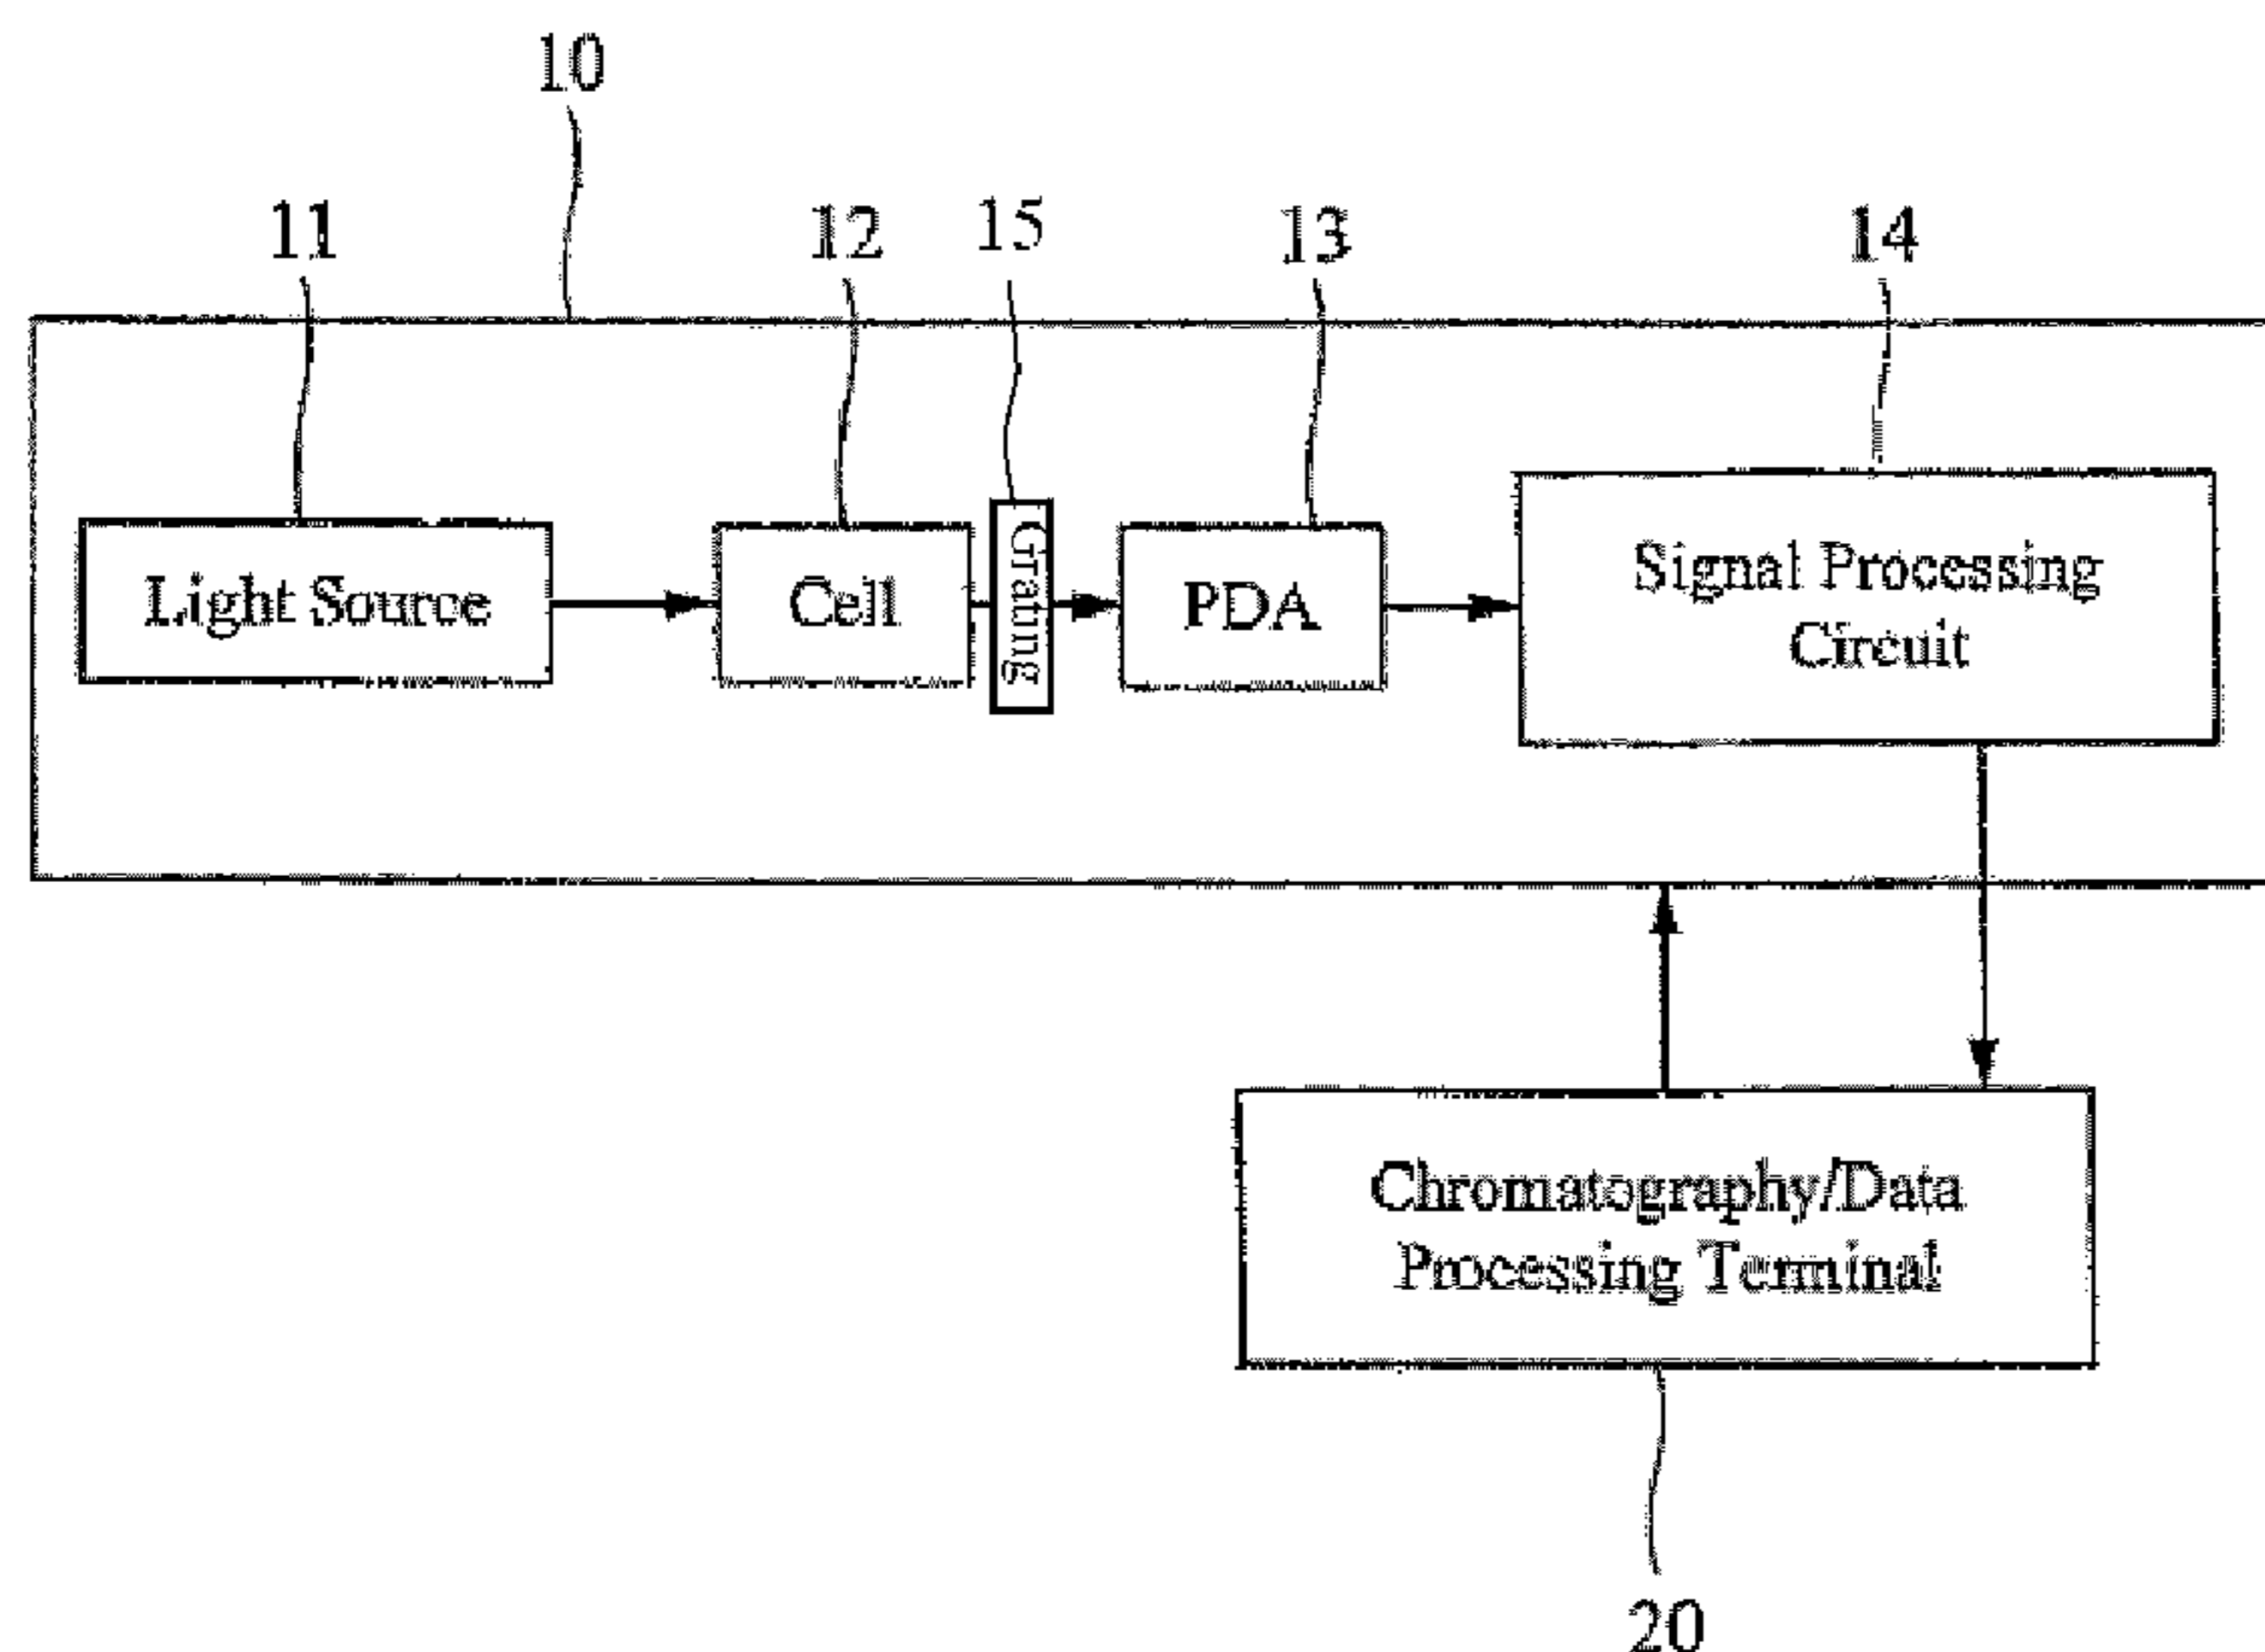 10
11
12
15
13
14
Light Source
Cell
Grating
PDA
Signal Processing
Circuit
Chromatography/Data
Processing Terminal
20